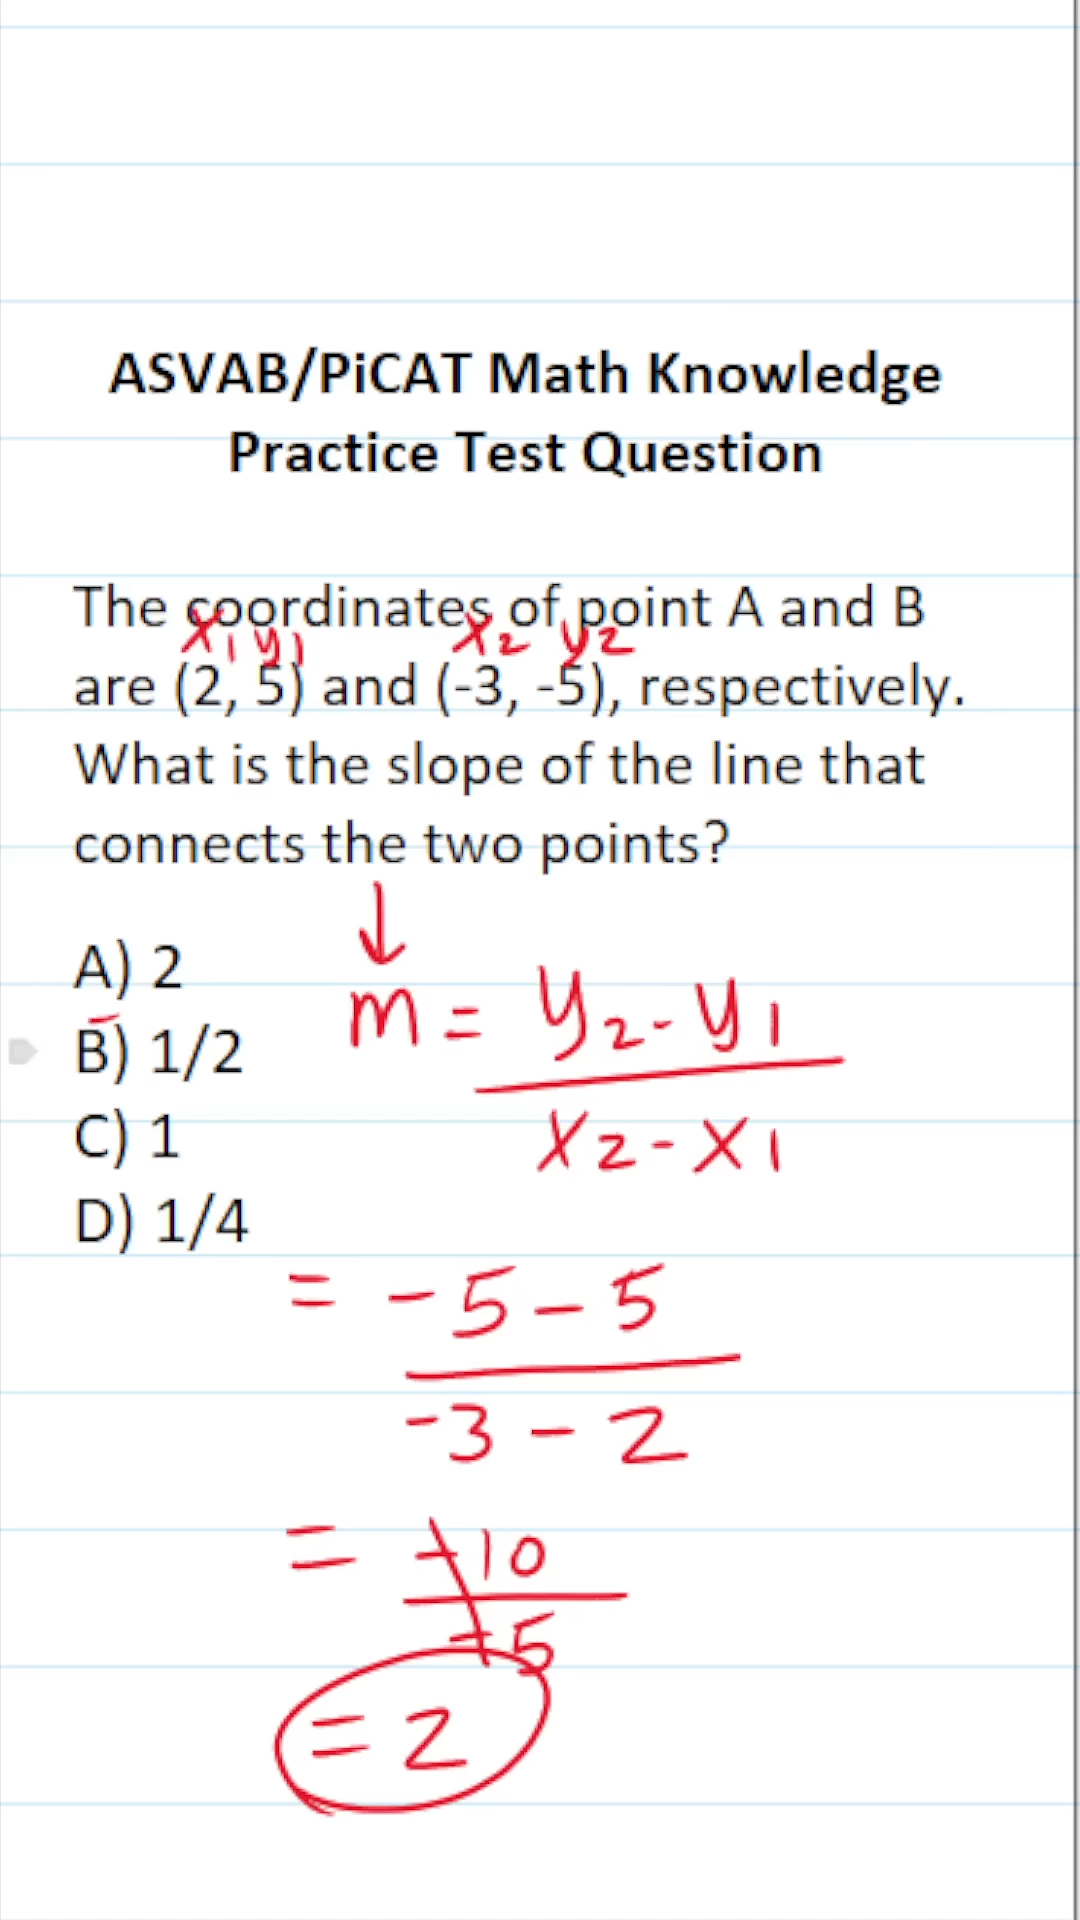 ASVAB/PiCAT Math Knowledge
Practice Test Question
The coordinates of point A and B
x₁ y₁ x₂ y₂
are (2, 5) and (-3, -5), respectively.
What is the slope of the line that
connects the two points?
A) 2
B) 1/2
C) 1
D) 1/4
↓
m = y₂ - y₁
x₂ - x₁
= -5 - 5
-3 - 2
= -10
-5
= 2